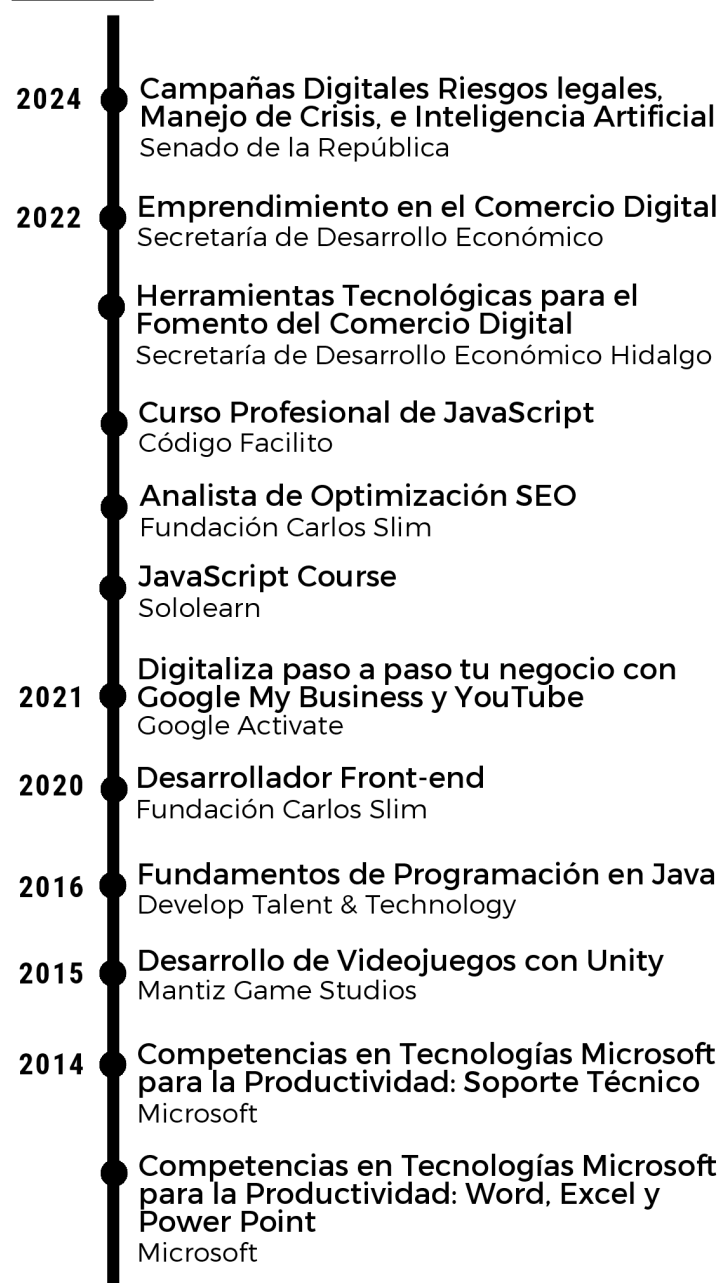 2024
Campañas Digitales Riesgos legales,
Manejo de Crisis, e Inteligencia Artificial
Senado de la República
2022
Emprendimiento en el Comercio Digital
Secretaría de Desarrollo Económico
Herramientas Tecnológicas para el
Fomento del Comercio Digital
Secretaría de Desarrollo Económico Hidalgo
Curso Profesional de JavaScript
Código Facilito
Analista de Optimización SEO
Fundación Carlos Slim
JavaScript Course
Sololearn
2021
Digitaliza paso a paso tu negocio con
Google My Business y YouTube
Google Activate
2020
Desarrollador Front-end
Fundación Carlos Slim
2016
Fundamentos de Programación en Java
Develop Talent & Technology
2015
Desarrollo de Videojuegos con Unity
Mantiz Game Studios
2014
Competencias en Tecnologías Microsoft
para la Productividad: Soporte Técnico
Microsoft
Competencias en Tecnologías Microsoft
para la Productividad: Word, Excel y
Power Point
Microsoft